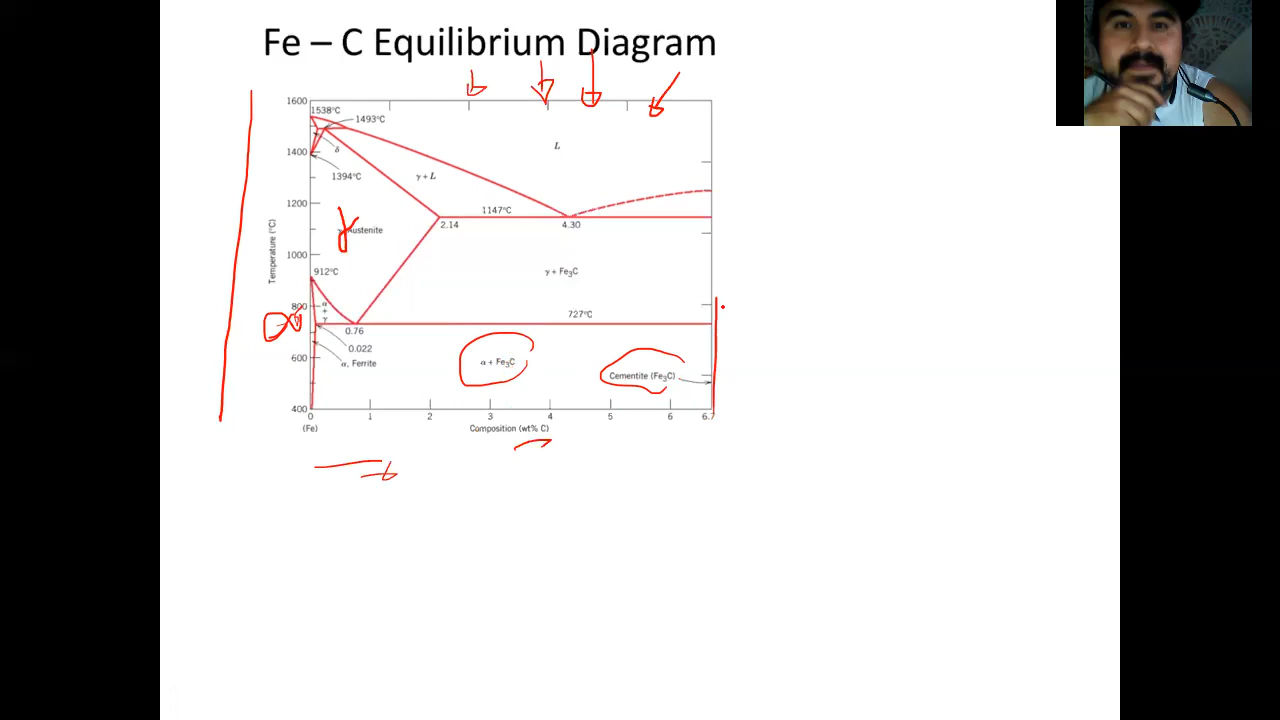 Fe – C Equilibrium Diagram
1600
1538°C
1493°C
δ
L
1400
1394°C
γ + L
1200
1147°C
2.14
4.30
γ
γ, Austenite
Temperature (°C)
1000
γ + Fe₃C
912°C
800
α
+
γ
727°C
0.76
0.022
600
α, Ferrite
α + Fe₃C
Cementite (Fe₃C)
400
0 1 2 3 4 5 6 6.7
(Fe) Composition (wt% C)